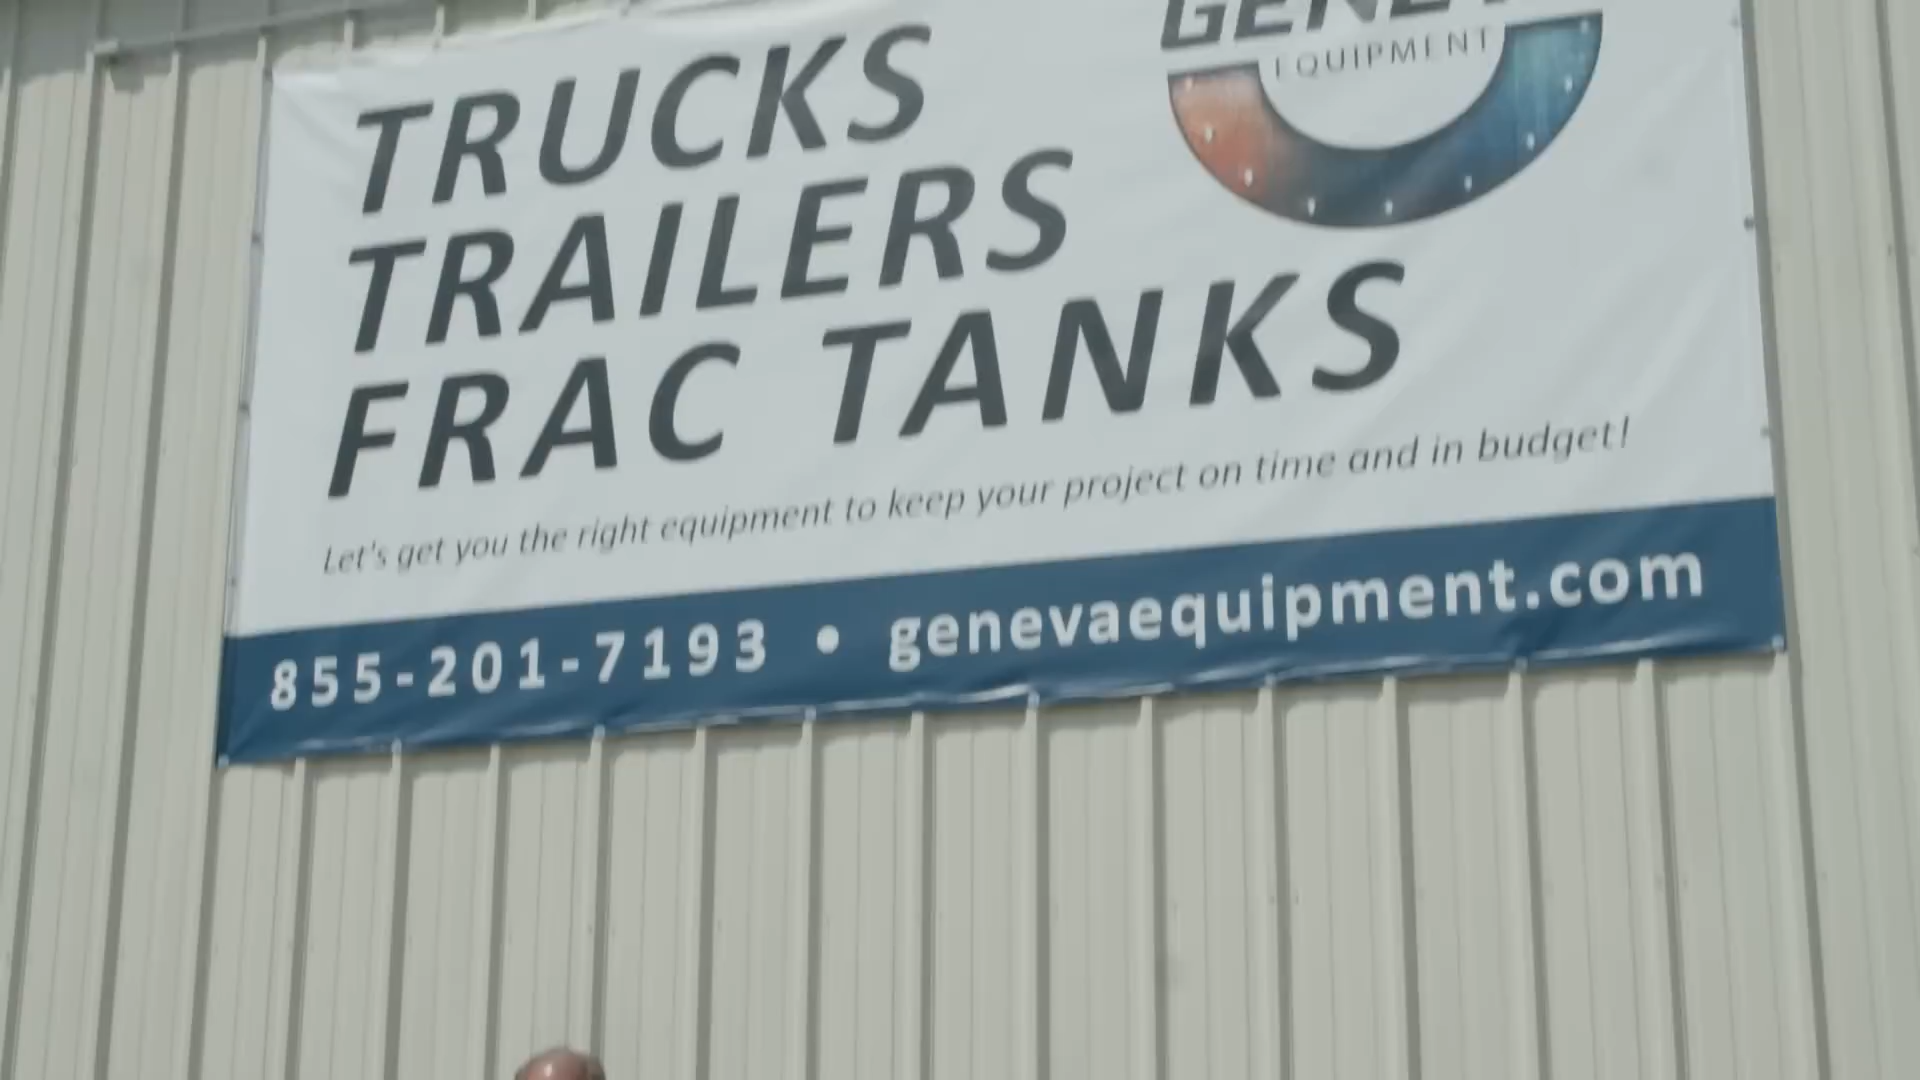 TRUCKS
TRAILERS
FRAC TANKS
EQUIPMENT
Let's get you the right equipment to keep your project on time and in budget!
855-201-7193 • genevaequipment.com